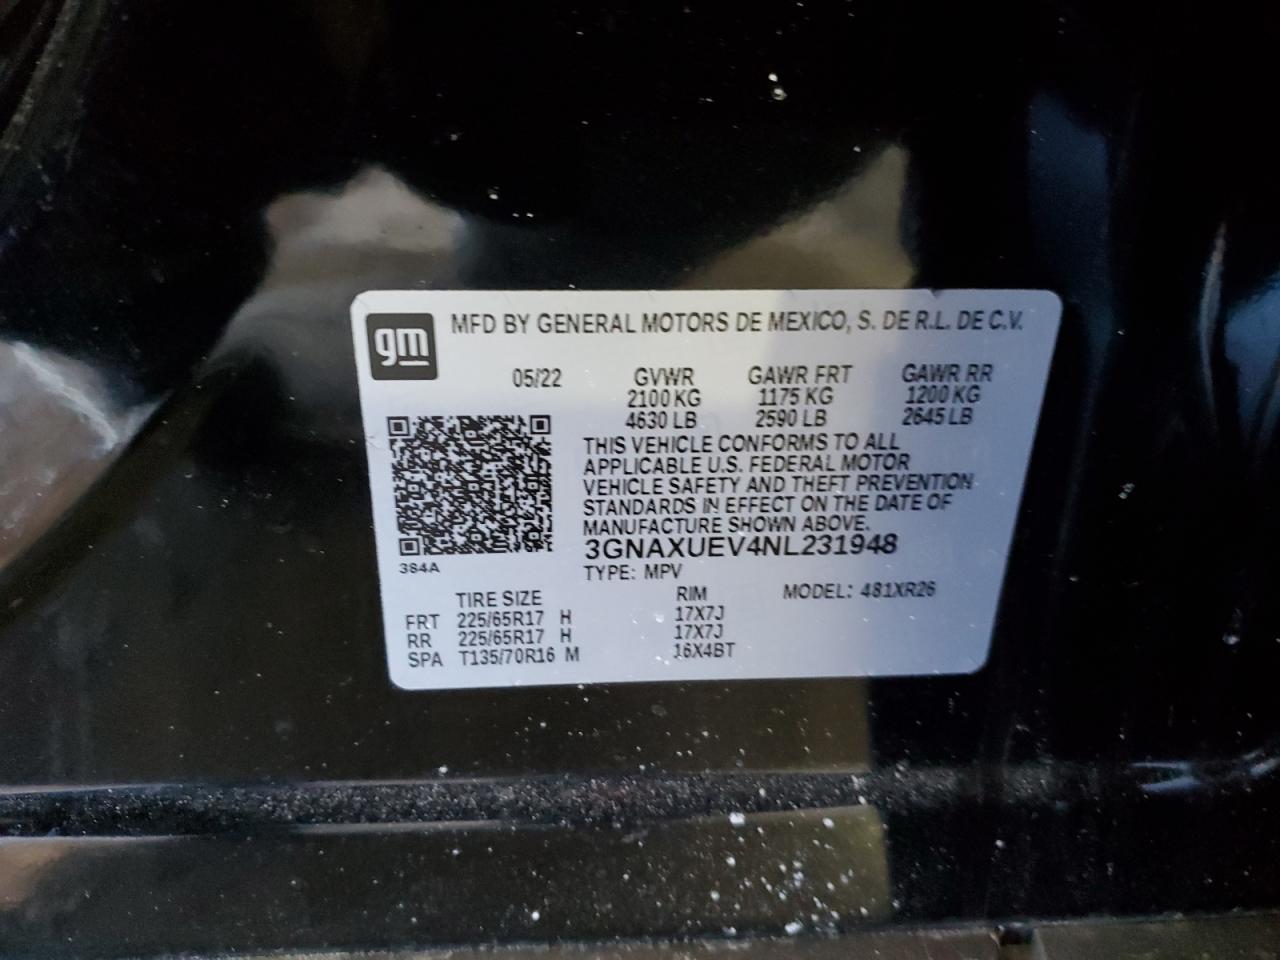 gm
MFD BY GENERAL MOTORS DE MEXICO, S. DE R.L. DE C.V.
05/22 GVWR GAWR FRT GAWR RR
2100 KG 1175 KG 1200 KG
4630 LB 2590 LB 2645 LB
THIS VEHICLE CONFORMS TO ALL
APPLICABLE U.S. FEDERAL MOTOR
VEHICLE SAFETY AND THEFT PREVENTION
STANDARDS IN EFFECT ON THE DATE OF
MANUFACTURE SHOWN ABOVE.
3GNAXUEV4NL231948
384A TYPE: MPV
TIRE SIZE RIM MODEL: 481XR26
FRT 225/65R17 H 17X7J
RR 225/65R17 H 17X7J
SPA T135/70R16 M 16X4BT